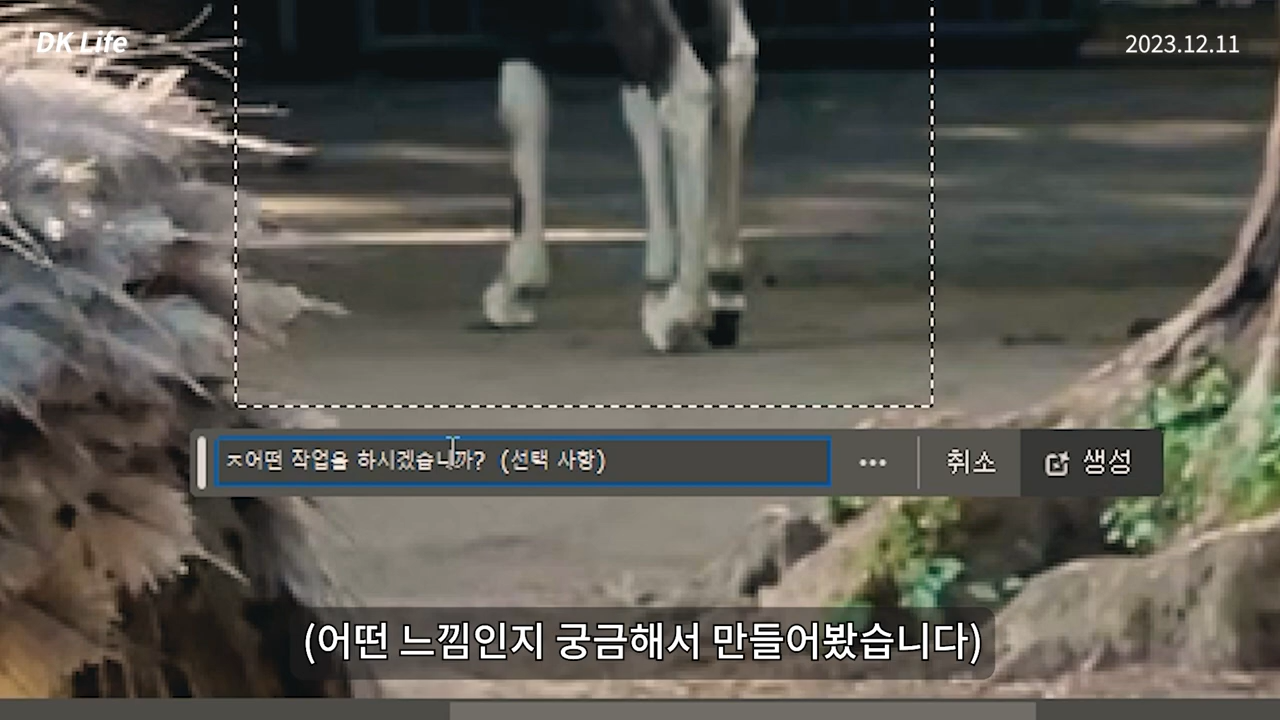 DK Life
2023.12.11
ㅈ어떤 작업을 하시겠습니까? (선택 사항)
취소
생성
(어떤 느낌인지 궁금해서 만들어봤습니다)